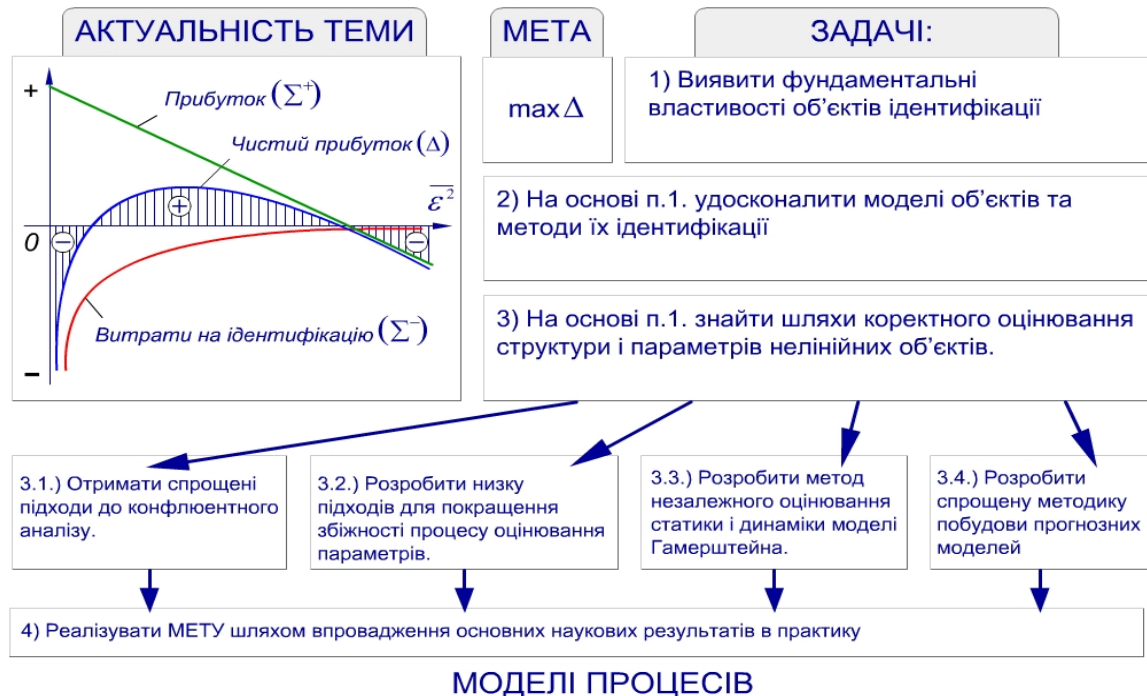 АКТУАЛЬНІСТЬ ТЕМИ
МЕТА
ЗАДАЧІ:
+
Прибуток (Σ⁺)
Чистий прибуток (Δ)
+
ε²
0
−
−
Витрати на ідентифікацію (Σ⁻)
−
max Δ
1) Виявити фундаментальні
властивості об’єктів ідентифікації
2) На основі п.1. удосконалити моделі об’єктів та
методи їх ідентифікації
3) На основі п.1. знайти шляхи коректного оцінювання
структури і параметрів нелінійних об’єктів.
3.1.) Отримати спрощені
підходи до конфлюентного
аналізу.
3.2.) Розробити низку
підходів для покращення
збіжності процесу оцінювання
параметрів.
3.3.) Розробити метод
незалежного оцінювання
статики і динаміки моделі
Гамерштейна.
3.4.) Розробити
спрощену методику
побудови прогнозних
моделей
4) Реалізувати МЕТУ шляхом впровадження основних наукових результатів в практику
МОДЕЛІ ПРОЦЕСІВ